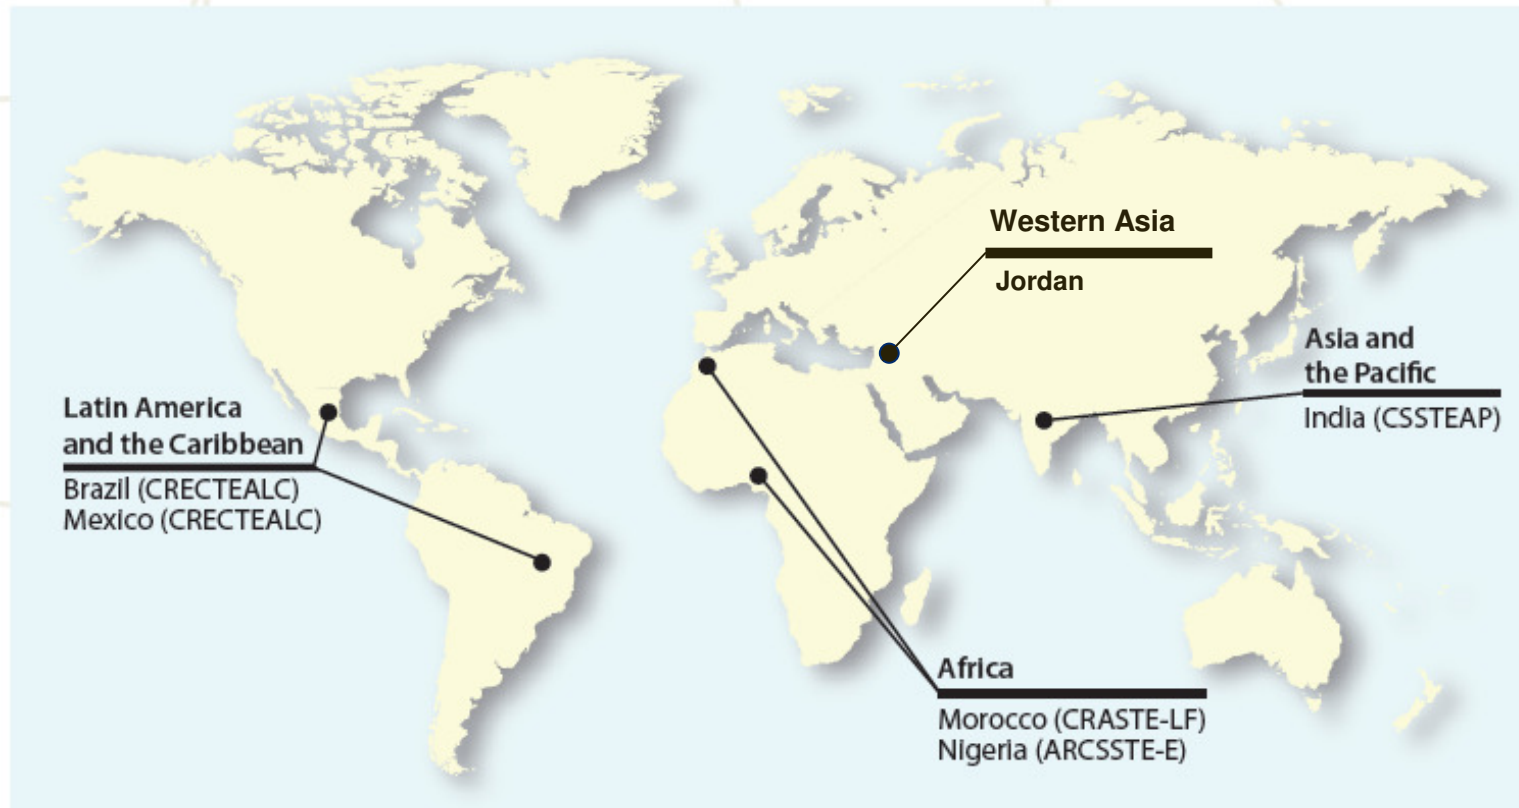 Western Asia
Jordan
Asia and
the Pacific
India (CSSTEAP)
Latin America
and the Caribbean
Brazil (CRECTEALC)
Mexico (CRECTEALC)
Africa
Morocco (CRASTE-LF)
Nigeria (ARCSSTE-E)